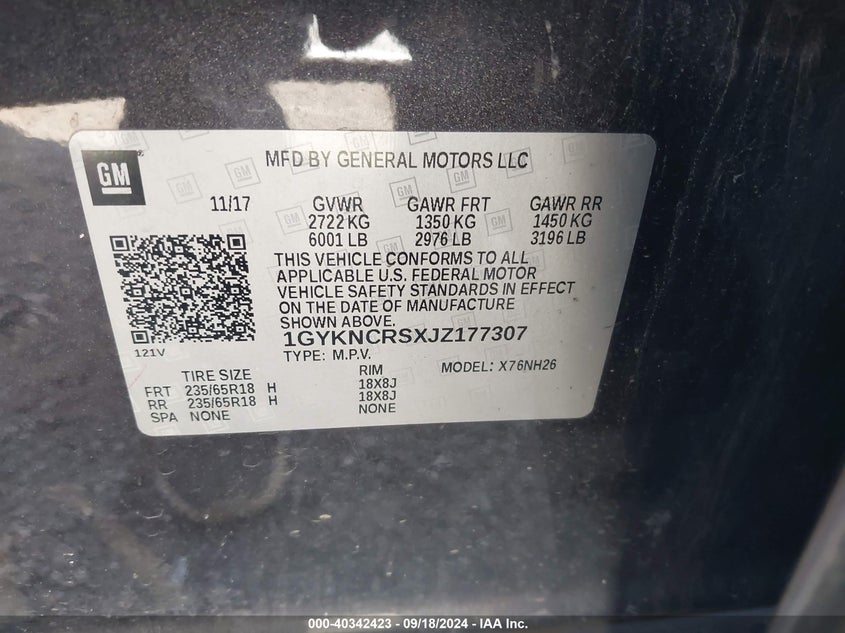 GM ®
MFD BY GENERAL MOTORS LLC
11/17 GVWR GAWR FRT GAWR RR
2722 KG 1350 KG 1450 KG
6001 LB 2976 LB 3196 LB
THIS VEHICLE CONFORMS TO ALL
APPLICABLE U.S. FEDERAL MOTOR
VEHICLE SAFETY STANDARDS IN EFFECT
ON THE DATE OF MANUFACTURE
SHOWN ABOVE.
1GYKNCRSXJZ177307
121V
TYPE: M.P.V.
MODEL: X76NH26
TIRE SIZE RIM
FRT 235/65R18 H 18X8J
RR 235/65R18 H 18X8J
SPA NONE NONE
000-40342423 - 09/18/2024 - IAA Inc.